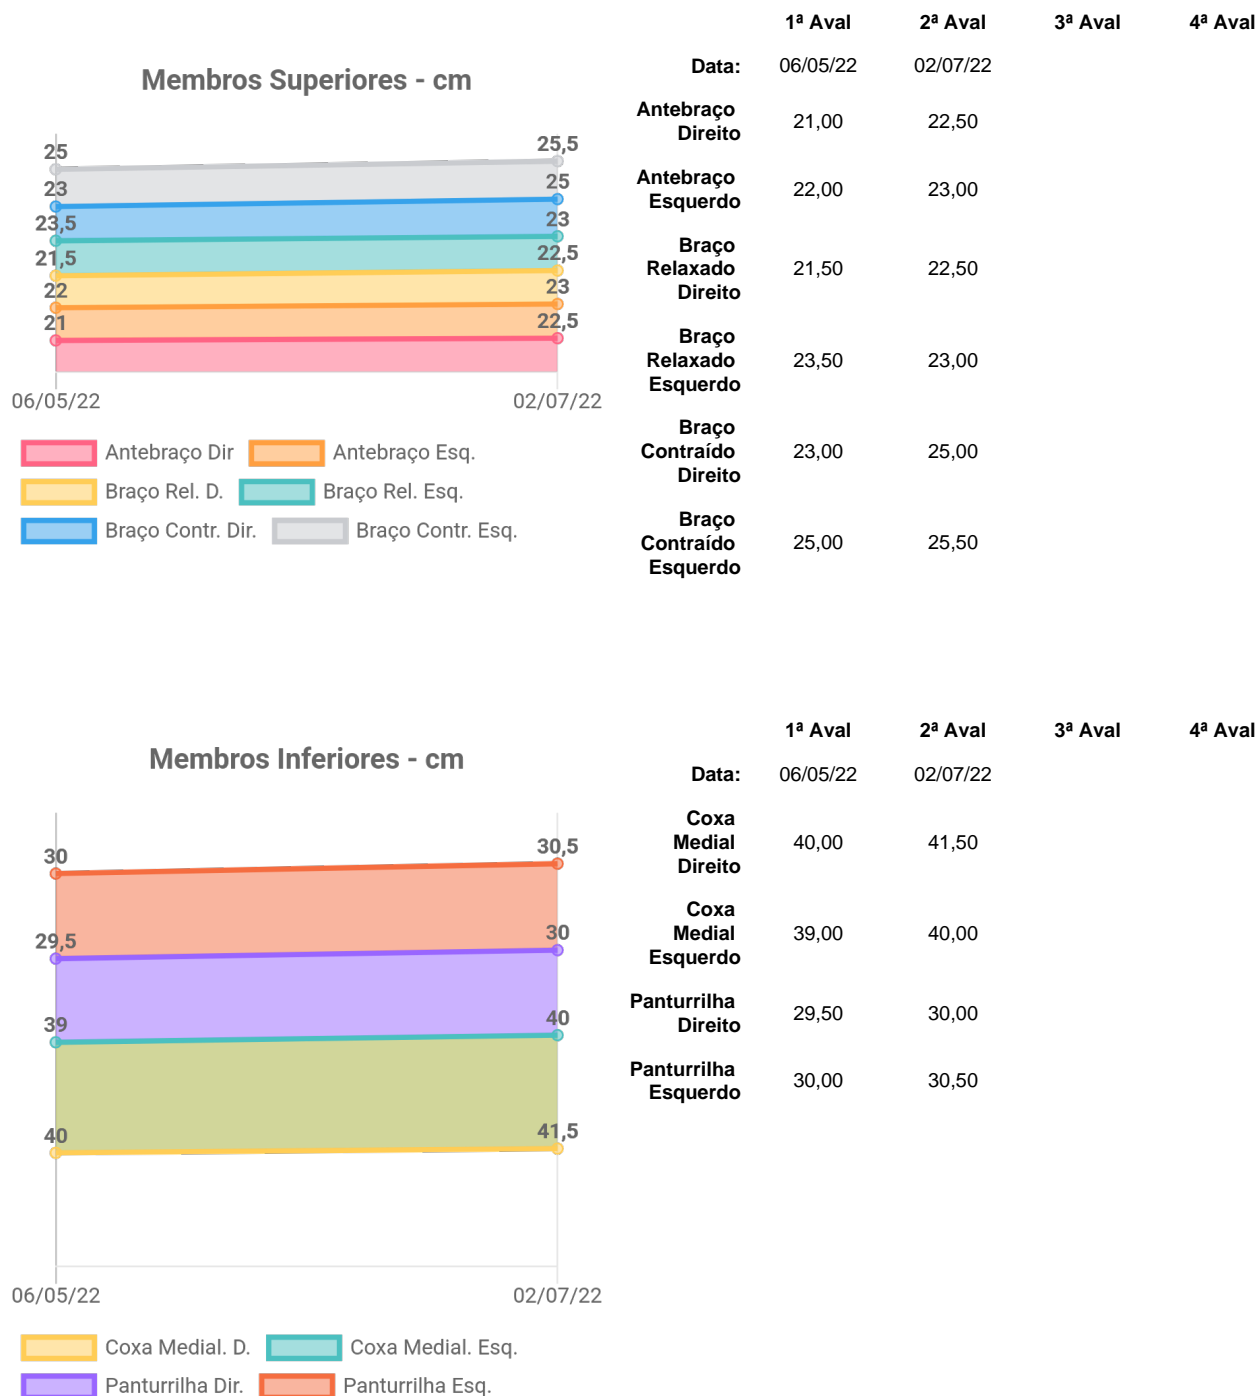 Membros Superiores - cm
25
25,5
23
25
23,5
23
21,5
22,5
22
23
21
22,5
06/05/22 02/07/22
Antebraço Dir Antebraço Esq.
Braço Rel. D. Braço Rel. Esq.
Braço Contr. Dir. Braço Contr. Esq.
1ª Aval 2ª Aval 3ª Aval 4ª Aval
Data: 06/05/22 02/07/22
Antebraço
Direito 21,00 22,50
Antebraço
Esquerdo 22,00 23,00
Braço
Relaxado 21,50 22,50
Direito
Braço
Relaxado 23,50 23,00
Esquerdo
Braço
Contraído 23,00 25,00
Direito
Braço
Contraído 25,00 25,50
Esquerdo
Membros Inferiores - cm
30
30,5
29,5
30
39
40
40
41,5
06/05/22 02/07/22
Coxa Medial. D. Coxa Medial. Esq.
Panturrilha Dir. Panturrilha Esq.
1ª Aval 2ª Aval 3ª Aval 4ª Aval
Data: 06/05/22 02/07/22
Coxa
Medial 40,00 41,50
Direito
Coxa
Medial 39,00 40,00
Esquerdo
Panturrilha
Direito 29,50 30,00
Panturrilha
Esquerdo 30,00 30,50